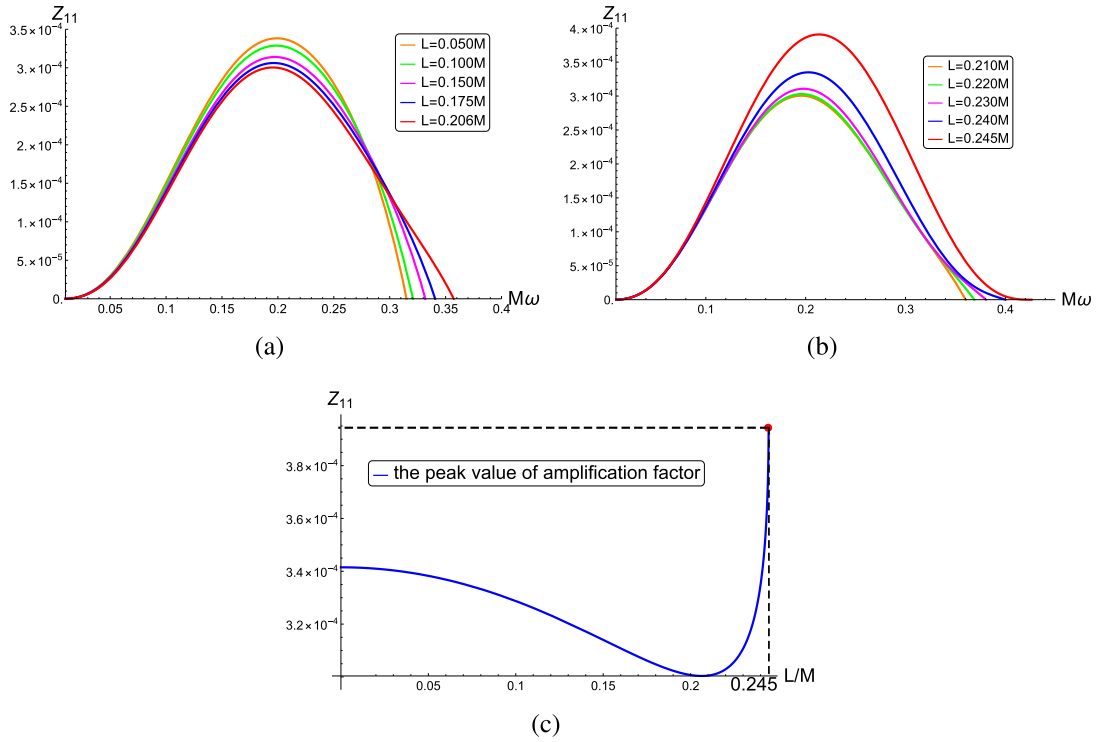 Z₁₁
3.5×10⁻⁴
3.×10⁻⁴
2.5×10⁻⁴
2.×10⁻⁴
1.5×10⁻⁴
1.×10⁻⁴
5.×10⁻⁵
0.
0.05 0.1 0.15 0.2 0.25 0.3 0.35 0.4
Mω
L=0.050M
L=0.100M
L=0.150M
L=0.175M
L=0.206M
(a)
Z₁₁
4.×10⁻⁴
3.5×10⁻⁴
3.×10⁻⁴
2.5×10⁻⁴
2.×10⁻⁴
1.5×10⁻⁴
1.×10⁻⁴
5.×10⁻⁵
0.
0.1 0.2 0.3 0.4
Mω
L=0.210M
L=0.220M
L=0.230M
L=0.240M
L=0.245M
(b)
Z₁₁
3.8×10⁻⁴
3.6×10⁻⁴
3.4×10⁻⁴
3.2×10⁻⁴
the peak value of amplification factor
0.05 0.1 0.15 0.2 0.245
L/M
(c)